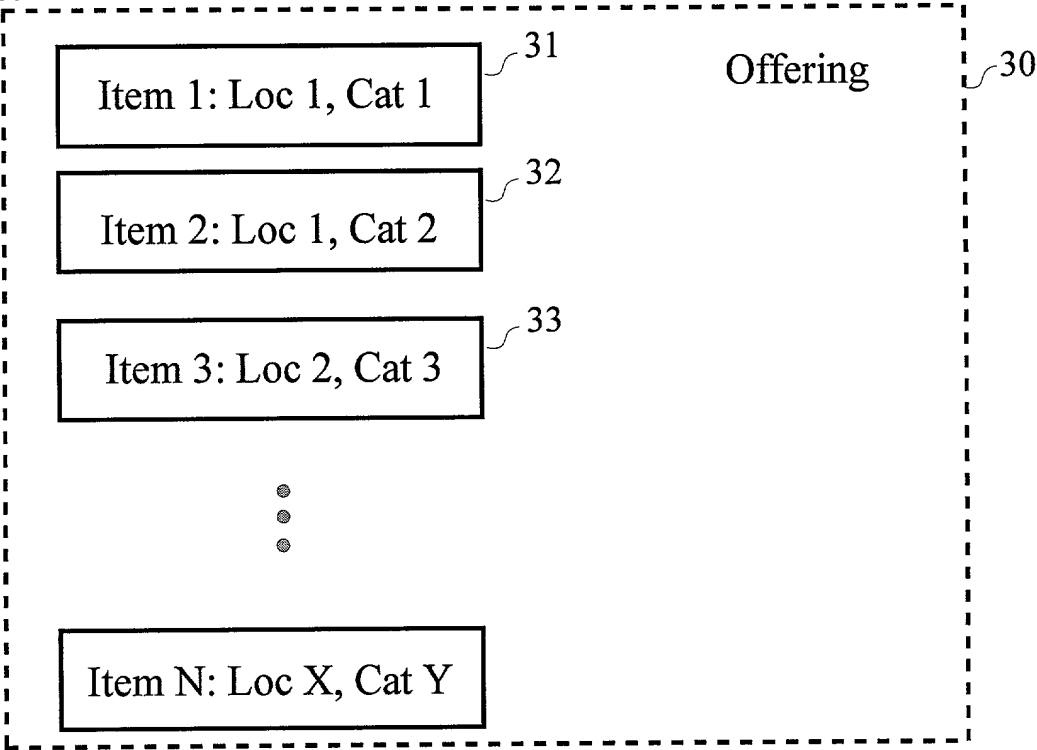 31
Item 1: Loc 1, Cat 1
Offering
30
32
Item 2: Loc 1, Cat 2
33
Item 3: Loc 2, Cat 3
Item N: Loc X, Cat Y